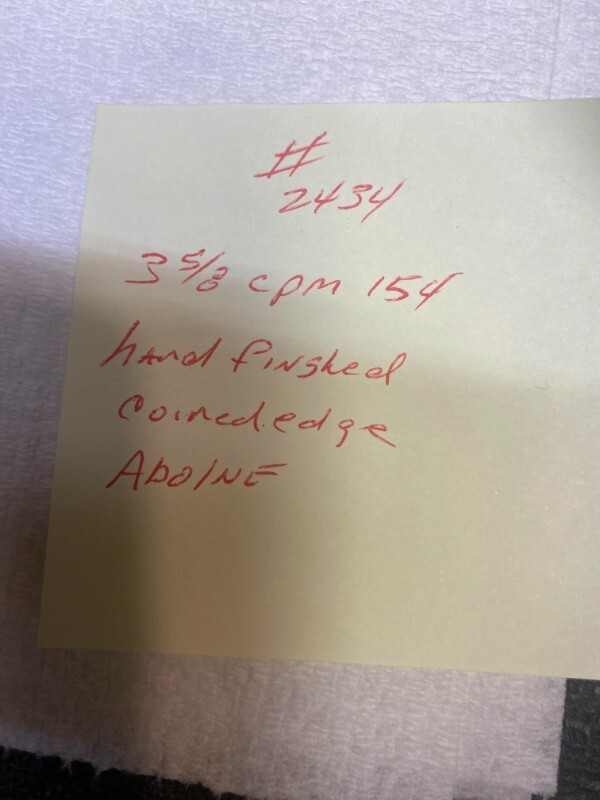 #
2434
3 5/8 cpm 154
hand finshed
coined.edge
AbolNE